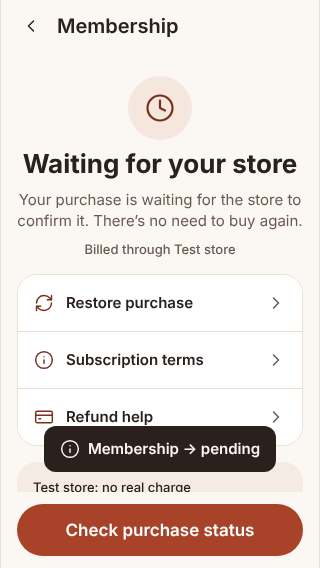 Membership
Waiting for your store
Your purchase is waiting for the store to
confirm it. There’s no need to buy again.
Billed through Test store
Restore purchase
Subscription terms
Refund help
Membership → pending
Test store: no real charge
Check purchase status